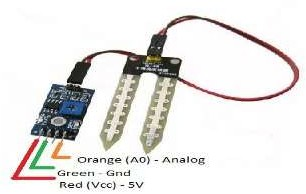 Orange (A0) - Analog
Green - Gnd
Red (Vcc) - 5V